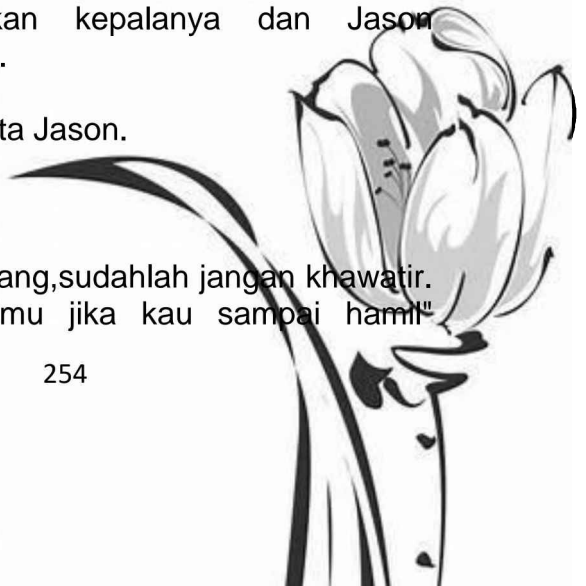 kan kepalanya dan Jason
.
ta Jason.
ang,sudahlah jangan khawatir.
mu jika kau sampai hamil"
254